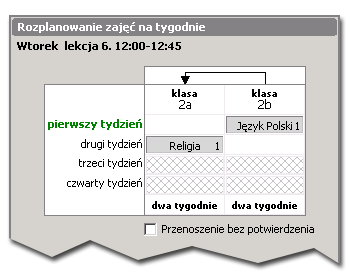 Rozplanowanie zajęć na tygodnie
Wtorek lekcja 6. 12:00-12:45
klasa klasa
2a 2b
pierwszy tydzień Język Polski 1
drugi tydzień Religia 1
trzeci tydzień
czwarty tydzień
dwa tygodnie dwa tygodnie
Przenoszenie bez potwierdzenia